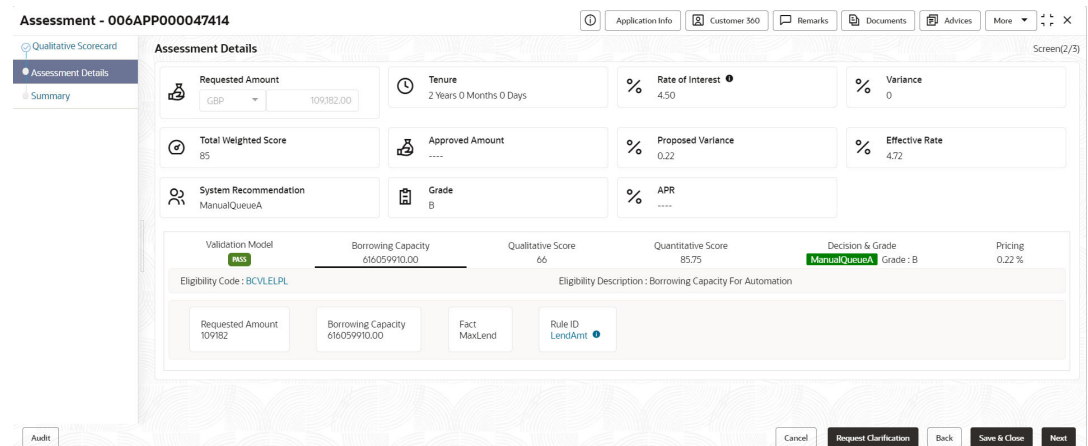 Assessment - 006APP000047414
Application Info
Customer 360
Remarks
Documents
Advices
More
Qualitative Scorecard
Assessment Details
Summary
Assessment Details
Screen(2/3)
Requested Amount
GBP 109,182.00
Tenure
2 Years 0 Months 0 Days
Rate of Interest
4.50
Variance
0
Total Weighted Score
85
Approved Amount
----
Proposed Variance
0.22
Effective Rate
4.72
System Recommendation
ManualQueueA
Grade
B
APR
----
Validation Model
PASS
Borrowing Capacity
616059910.00
Qualitative Score
66
Quantitative Score
85.75
Decision & Grade
ManualQueueA Grade : B
Pricing
0.22 %
Eligibility Code : BCVLELPL
Eligibility Description : Borrowing Capacity For Automation
Requested Amount
109182
Borrowing Capacity
616059910.00
Fact
MaxLend
Rule ID
LendAmt
Audit
Cancel
Request Clarification
Back
Save & Close
Next